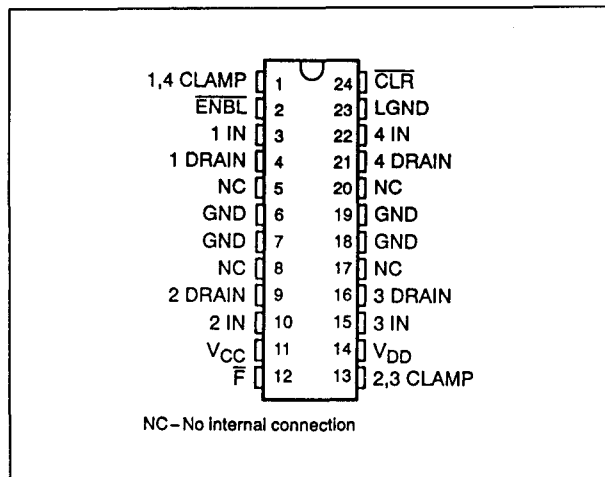 1,4 CLAMP 1 24 CLR
ENBL 2 23 LGND
1 IN 3 22 4 IN
1 DRAIN 4 21 4 DRAIN
NC 5 20 NC
GND 6 19 GND
GND 7 18 GND
NC 8 17 NC
2 DRAIN 9 16 3 DRAIN
2 IN 10 15 3 IN
VCC 11 14 VDD
F 12 13 2,3 CLAMP
NC–No internal connection